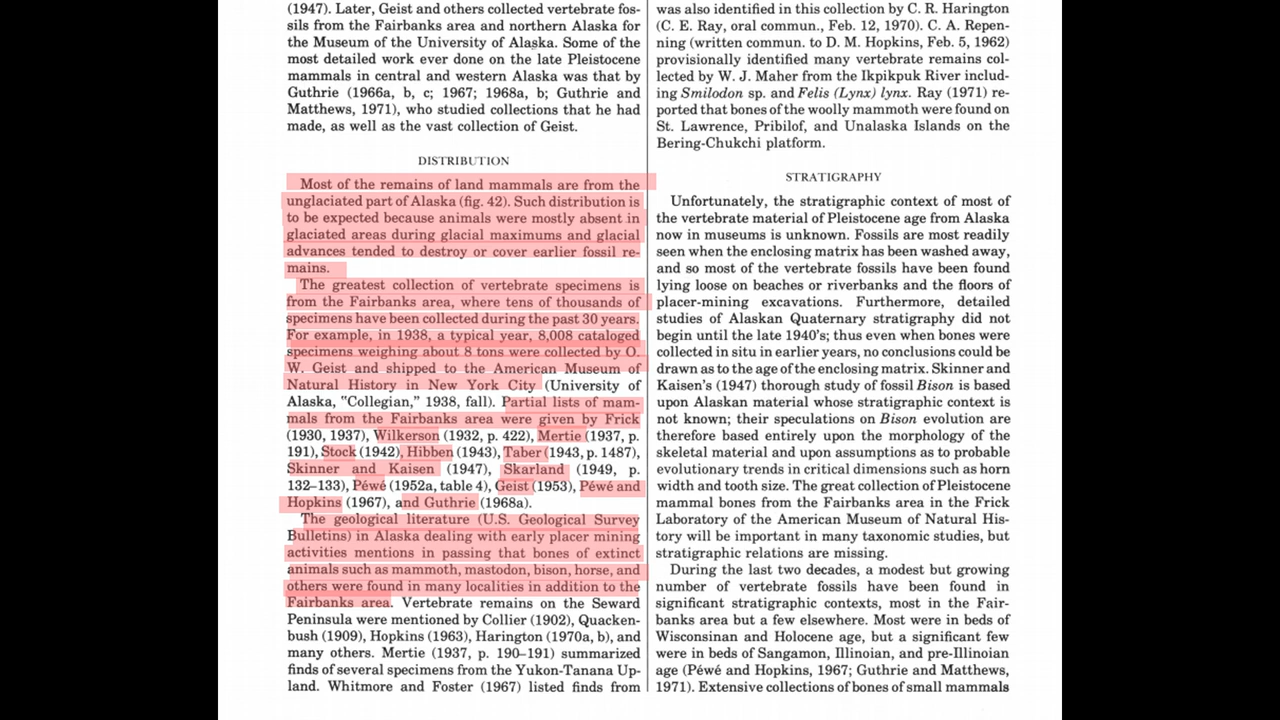 (1947). Later, Geist and others collected vertebrate fos-
sils from the Fairbanks area and northern Alaska for
the Museum of the University of Alaska. Some of the
most detailed work ever done on the late Pleistocene
mammals in central and western Alaska was that by
Guthrie (1966a, b, c; 1967; 1968a, b; Guthrie and
Matthews, 1971), who studied collections that he had
made, as well as the vast collection of Geist.
DISTRIBUTION
Most of the remains of land mammals are from the
unglaciated part of Alaska (fig. 42). Such distribution is
to be expected because animals were mostly absent in
glaciated areas during glacial maximums and glacial
advances tended to destroy or cover earlier fossil re-
mains.
The greatest collection of vertebrate specimens is
from the Fairbanks area, where tens of thousands of
specimens have been collected during the past 30 years.
For example, in 1938, a typical year, 8,008 cataloged
specimens weighing about 8 tons were collected by O.
W. Geist and shipped to the American Museum of
Natural History in New York City (University of
Alaska, "Collegian," 1938, fall). Partial lists of mam-
mals from the Fairbanks area were given by Frick
(1930, 1937), Wilkerson (1932, p. 422), Mertie (1937, p.
191), Stock (1942), Hibben (1943), Taber (1943, p. 1487),
Skinner and Kaisen (1947), Skarland (1949, p.
132–133), Péwé (1952a, table 4), Geist (1953), Péwé and
Hopkins (1967), and Guthrie (1968a).
The geological literature (U.S. Geological Survey
Bulletins) in Alaska dealing with early placer mining
activities mentions in passing that bones of extinct
animals such as mammoth, mastodon, bison, horse, and
others were found in many localities in addition to the
Fairbanks area. Vertebrate remains on the Seward
Peninsula were mentioned by Collier (1902), Quacken-
bush (1909), Hopkins (1963), Harington (1970a, b), and
many others. Mertie (1937, p. 190–191) summarized
finds of several specimens from the Yukon-Tanana Up-
land. Whitmore and Foster (1967) listed finds from
was also identified in this collection by C. R. Harington
(C. E. Ray, oral commun., Feb. 12, 1970). C. A. Repen-
ning (written commun. to D. M. Hopkins, Feb. 5, 1962)
provisionally identified many vertebrate remains col-
lected by W. J. Maher from the Ikpikpuk River includ-
ing Smilodon sp. and Felis (Lynx) lynx. Ray (1971) re-
ported that bones of the woolly mammoth were found on
St. Lawrence, Pribilof, and Unalaska Islands on the
Bering-Chukchi platform.
STRATIGRAPHY
Unfortunately, the stratigraphic context of most of
the vertebrate material of Pleistocene age from Alaska
now in museums is unknown. Fossils are most readily
seen when the enclosing matrix has been washed away,
and so most of the vertebrate fossils have been found
lying loose on beaches or riverbanks and the floors of
placer-mining excavations. Furthermore, detailed
studies of Alaskan Quaternary stratigraphy did not
begin until the late 1940's; thus even when bones were
collected in situ in earlier years, no conclusions could be
drawn as to the age of the enclosing matrix. Skinner and
Kaisen's (1947) thorough study of fossil Bison is based
upon Alaskan material whose stratigraphic context is
not known; their speculations on Bison evolution are
therefore based entirely upon the morphology of the
skeletal material and upon assumptions as to probable
evolutionary trends in critical dimensions such as horn
width and tooth size. The great collection of Pleistocene
mammal bones from the Fairbanks area in the Frick
Laboratory of the American Museum of Natural His-
tory will be important in many taxonomic studies, but
stratigraphic relations are missing.
During the last two decades, a modest but growing
number of vertebrate fossils have been found in
significant stratigraphic contexts, most in the Fair-
banks area but a few elsewhere. Most were in beds of
Wisconsinan and Holocene age, but a significant few
were in beds of Sangamon, Illinoian, and pre-Illinoian
age (Péwé and Hopkins, 1967; Guthrie and Matthews,
1971). Extensive collections of bones of small mammals